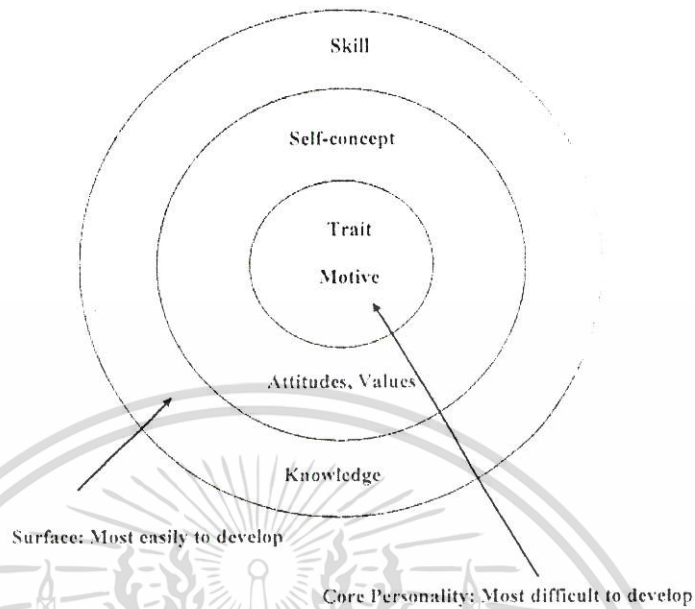 Skill
Self-concept
Trait
Motive
Attitudes, Values
Knowledge
Surface: Most easily to develop
Core Personality: Most difficult to develop